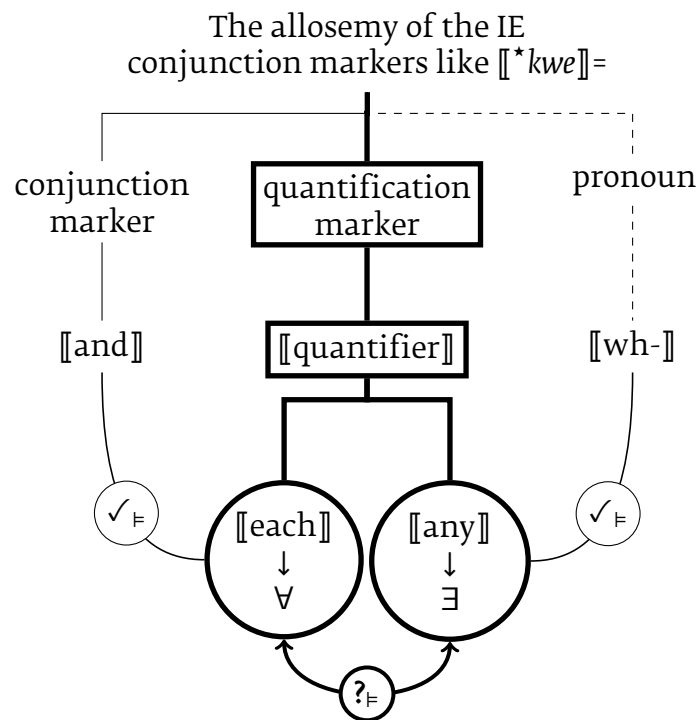 The allosemy of the IE
conjunction markers like ⟦*kwe⟧=
conjunction
marker
quantification
marker
pronoun
⟦and⟧
⟦quantifier⟧
⟦wh-⟧
✓⊨
⟦each⟧
↓
∀
⟦any⟧
↓
∃
✓⊨
?⊨